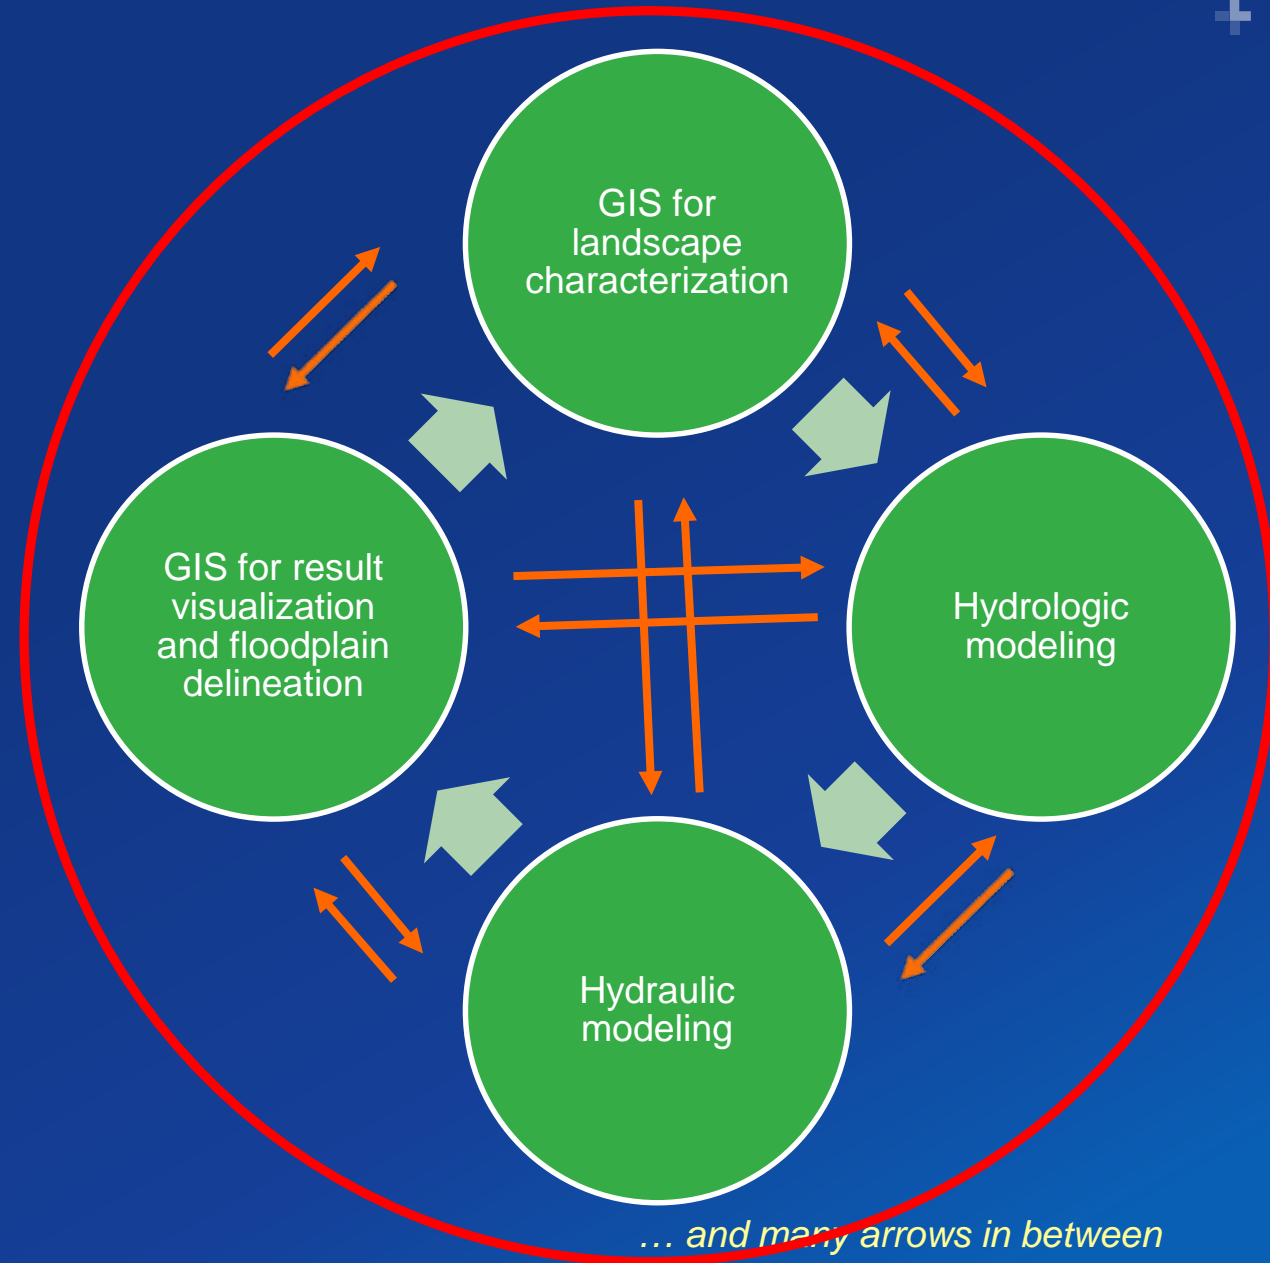 GIS for
landscape
characterization
GIS for result
visualization
and floodplain
delineation
Hydrologic
modeling
Hydraulic
modeling
… and many arrows in between